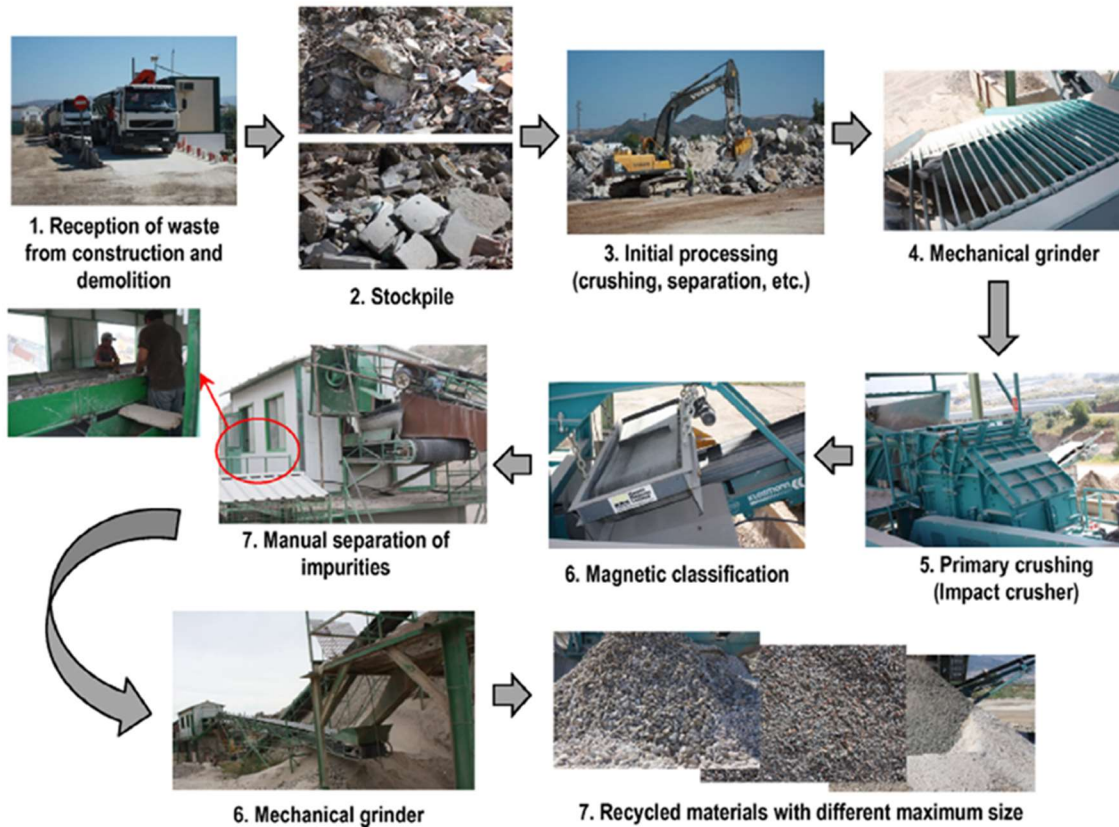 1. Reception of waste
from construction and
demolition
2. Stockpile
3. Initial processing
(crushing, separation, etc.)
4. Mechanical grinder
5. Primary crushing
(Impact crusher)
6. Magnetic classification
7. Manual separation of
impurities
6. Mechanical grinder
7. Recycled materials with different maximum size
VOLVO
KLEEMANN